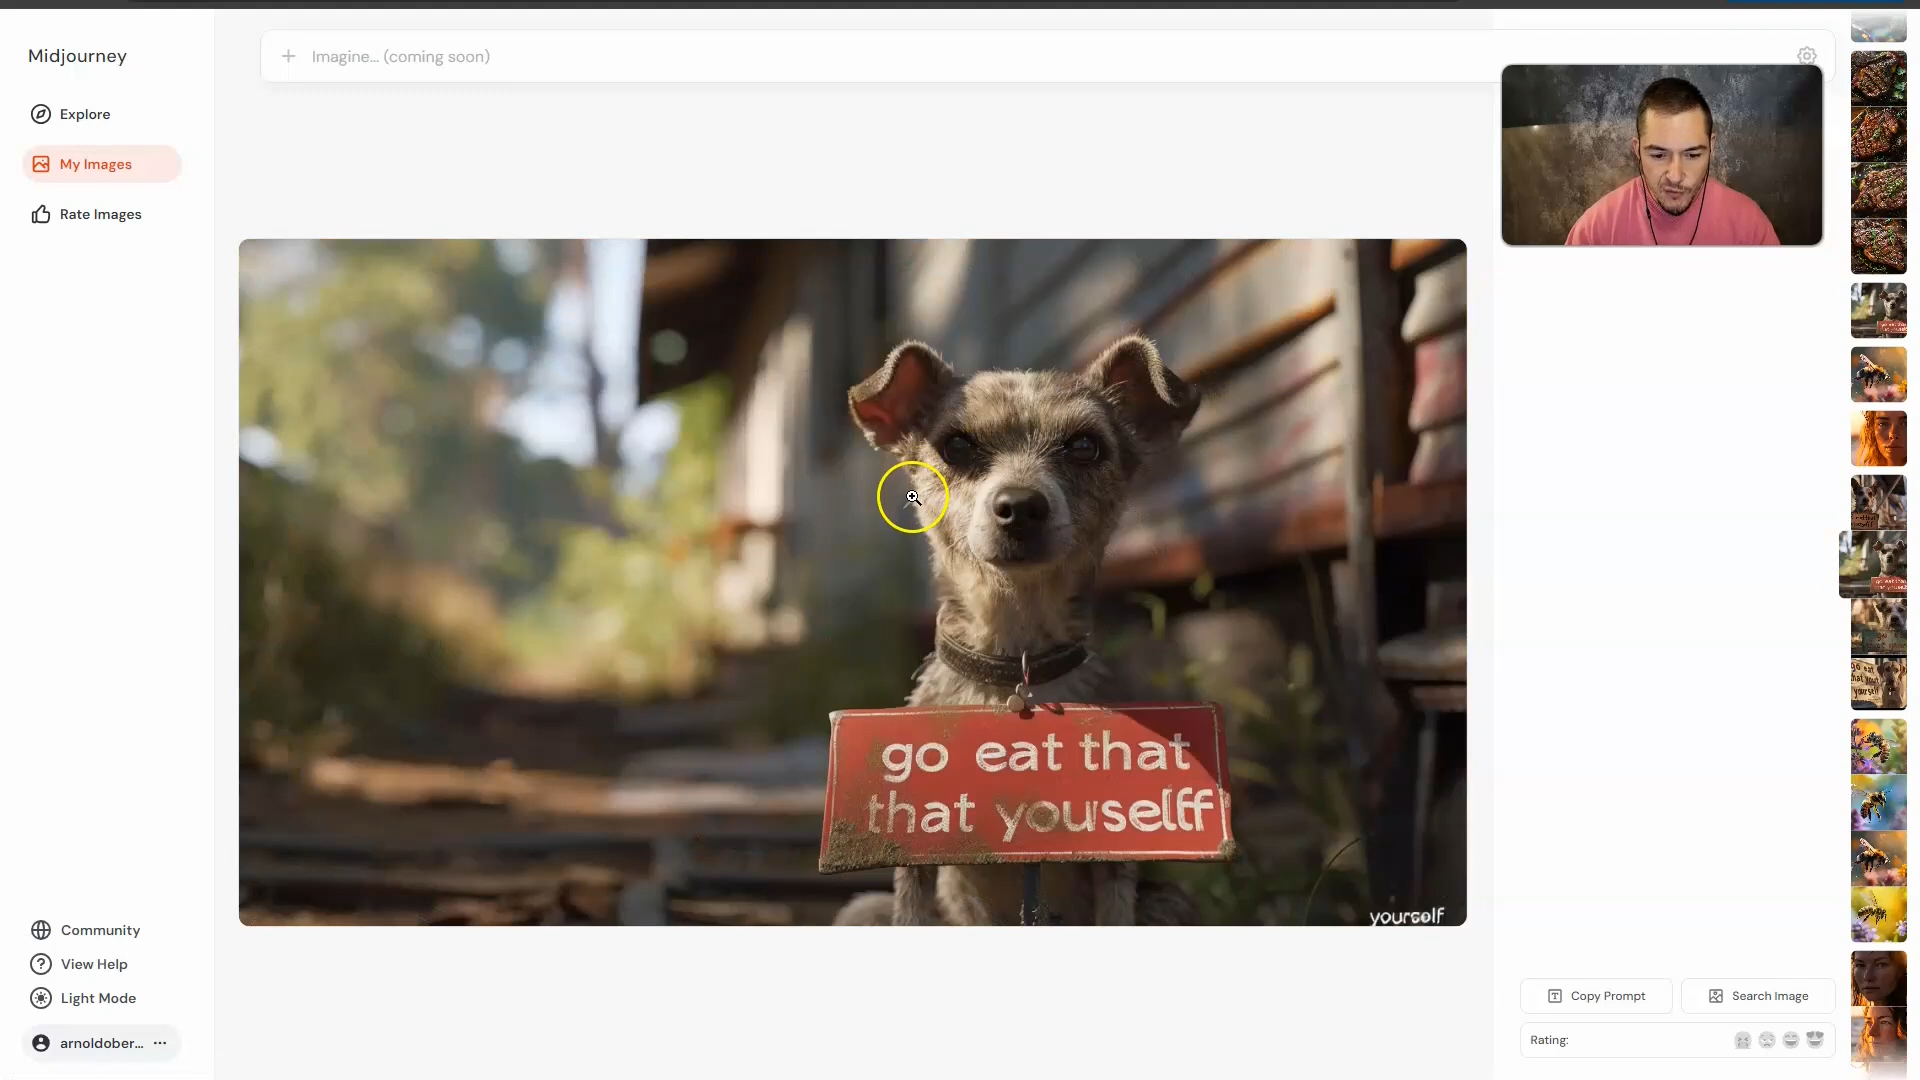 Midjourney
Imagine... (coming soon)
Explore
My Images
Rate Images
go eat that
that youselff
yourself
Community
View Help
Light Mode
arnoldober...
Copy Prompt
Search Image
Rating: